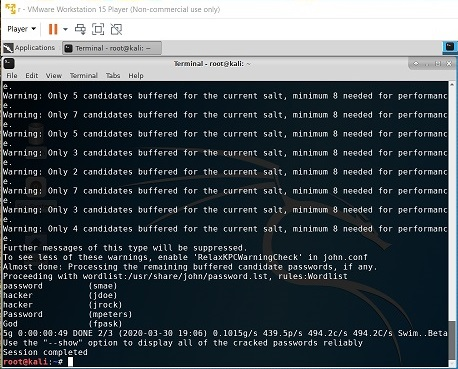 r - VMware Workstation 15 Player (Non-commercial use only)
Player
Applications
Terminal - root@kali: ~
Terminal - root@kali: ~
File Edit View Terminal Tabs Help
e.
Warning: Only 5 candidates buffered for the current salt, minimum 8 needed for performanc
e.
Warning: Only 7 candidates buffered for the current salt, minimum 8 needed for performanc
e.
Warning: Only 5 candidates buffered for the current salt, minimum 8 needed for performanc
e.
Warning: Only 3 candidates buffered for the current salt, minimum 8 needed for performanc
e.
Warning: Only 2 candidates buffered for the current salt, minimum 8 needed for performanc
e.
Warning: Only 7 candidates buffered for the current salt, minimum 8 needed for performanc
e.
Warning: Only 3 candidates buffered for the current salt, minimum 8 needed for performanc
e.
Warning: Only 4 candidates buffered for the current salt, minimum 8 needed for performanc
e.
Further messages of this type will be suppressed.
To see less of these warnings, enable 'RelaxKPCWarningCheck' in john.conf
Almost done: Processing the remaining buffered candidate passwords, if any.
Proceeding with wordlist:/usr/share/john/password.lst, rules:Wordlist
password (smae)
hacker (jdoe)
hacker (jrock)
Password (mpeters)
God (fpask)
5g 0:00:00:49 DONE 2/3 (2020-03-30 19:06) 0.1015g/s 439.5p/s 494.2c/s 494.2C/s Swim..Beta
Use the "--show" option to display all of the cracked passwords reliably
Session completed
root@kali:~#